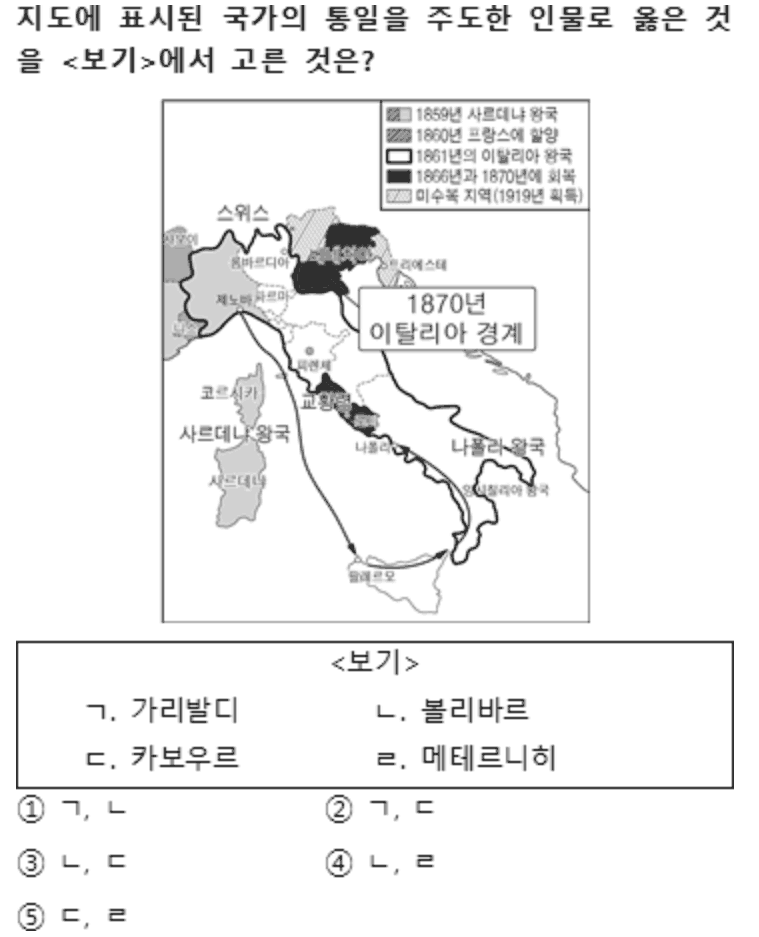 지도에 표시된 국가의 통일을 주도한 인물로 옳은 것
을 <보기>에서 고른 것은?
1859년 사르데냐 왕국
1860년 프랑스에 할양
1861년의 이탈리아 왕국
1866년과 1870년에 회복
미수복 지역(1919년 획득)
스위스
롬바르디아
트리에스테
제노바
파르마
1870년
이탈리아 경계
피렌체
코르시카
교황령
사르데냐 왕국
나폴리
나폴리 왕국
사르데냐
양시칠리아 왕국
팔레르모
<보기>
ㄱ. 가리발디
ㄴ. 볼리바르
ㄷ. 카보우르
ㄹ. 메테르니히
① ㄱ, ㄴ
② ㄱ, ㄷ
③ ㄴ, ㄷ
④ ㄴ, ㄹ
⑤ ㄷ, ㄹ